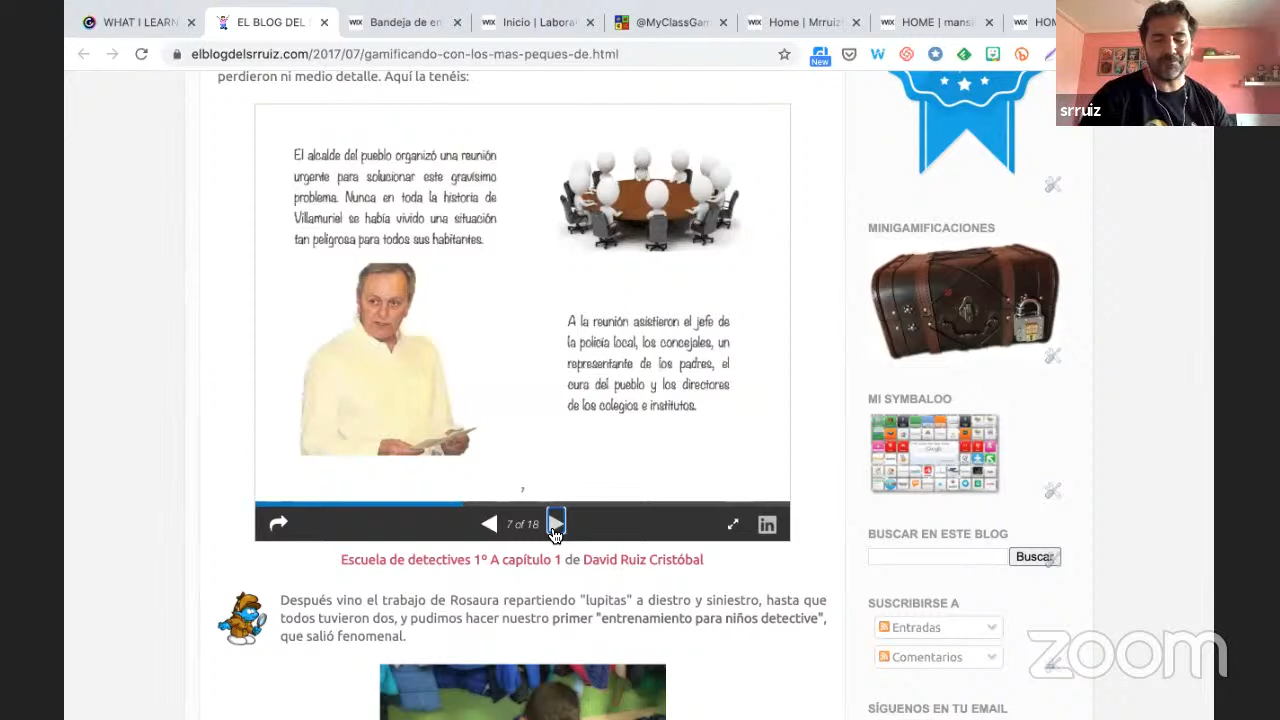 WHAT I LEARN
EL BLOG DEL
Bandeja de en
Inicio | Labora
@MyClassGam
Home | Mrruiz
HOME | mansi
HO
elblogdelsrruiz.com/2017/07/gamificando-con-los-mas-peques-de.html
New
srruiz
perdieron ni medio detalle. Aquí la tenéis:
El alcalde del pueblo organizó una reunión
urgente para solucionar este gravísimo
problema. Nunca en toda la historia de
Villamuriel se había vivido una situación
tan peligrosa para todos sus habitantes.
A la reunión asistieron el jefe de
la policía local, los concejales, un
representante de los padres, el
cura del pueblo y los directores
de los colegios e institutos.
7
7 of 18
Escuela de detectives 1º A capítulo 1 de David Ruiz Cristóbal
Después vino el trabajo de Rosaura repartiendo "lupitas" a diestro y siniestro, hasta que
todos tuvieron dos, y pudimos hacer nuestro primer "entrenamiento para niños detective",
que salió fenomenal.
MINIGAMIFICACIONES
MI SYMBALOO
BUSCAR EN ESTE BLOG
Buscar
SUSCRIBIRSE A
Entradas
Comentarios
SÍGUENOS EN TU EMAIL
zoom